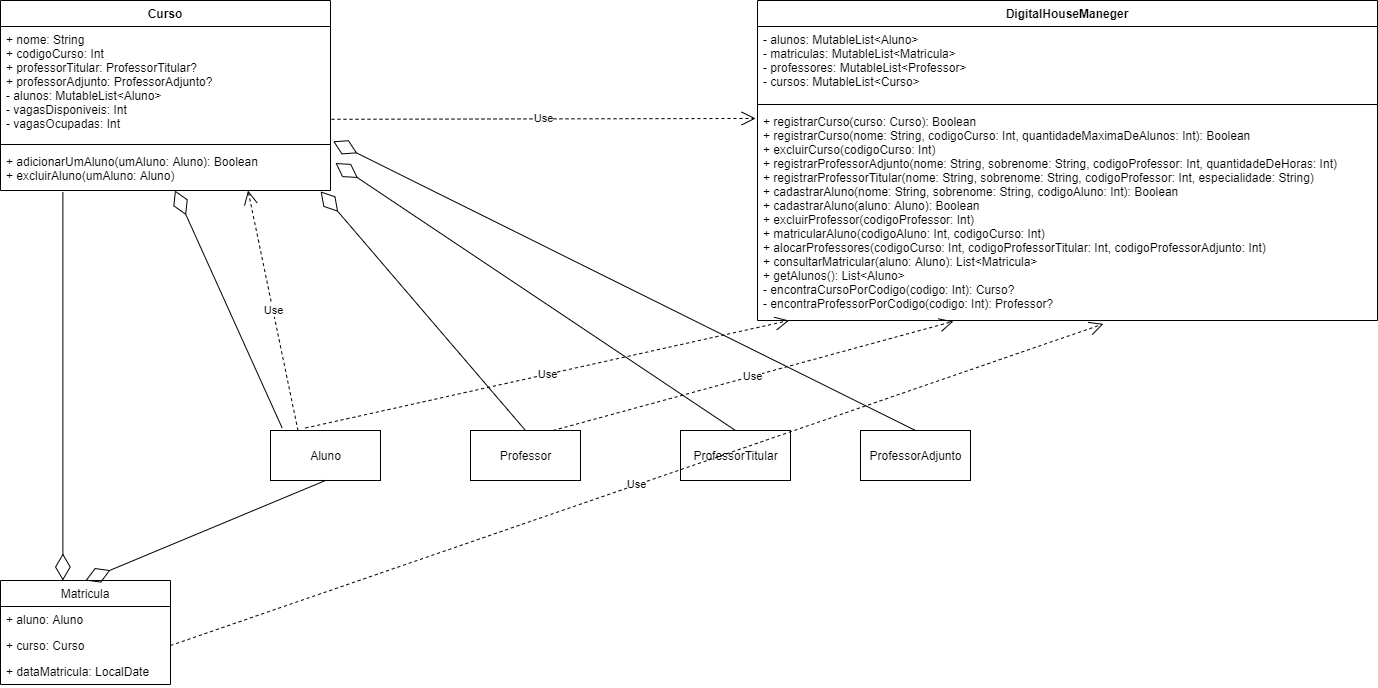 Curso
+ nome: String
+ codigoCurso: Int
+ professorTitular: ProfessorTitular?
+ professorAdjunto: ProfessorAdjunto?
- alunos: MutableList<Aluno>
- vagasDisponiveis: Int
- vagasOcupadas: Int
+ adicionarUmAluno(umAluno: Aluno): Boolean
+ excluirAluno(umAluno: Aluno)
DigitalHouseManeger
- alunos: MutableList<Aluno>
- matriculas: MutableList<Matricula>
- professores: MutableList<Professor>
- cursos: MutableList<Curso>
+ registrarCurso(curso: Curso): Boolean
+ registrarCurso(nome: String, codigoCurso: Int, quantidadeMaximaDeAlunos: Int): Boolean
+ excluirCurso(codigoCurso: Int)
+ registrarProfessorAdjunto(nome: String, sobrenome: String, codigoProfessor: Int, quantidadeDeHoras: Int)
+ registrarProfessorTitular(nome: String, sobrenome: String, codigoProfessor: Int, especialidade: String)
+ cadastrarAluno(nome: String, sobrenome: String, codigoAluno: Int): Boolean
+ cadastrarAluno(aluno: Aluno): Boolean
+ excluirProfessor(codigoProfessor: Int)
+ matricularAluno(codigoAluno: Int, codigoCurso: Int)
+ alocarProfessores(codigoCurso: Int, codigoProfessorTitular: Int, codigoProfessorAdjunto: Int)
+ consultarMatricular(aluno: Aluno): List<Matricula>
+ getAlunos(): List<Aluno>
- encontraCursoPorCodigo(codigo: Int): Curso?
- encontraProfessorPorCodigo(codigo: Int): Professor?
Use
Use
Use
Use
Aluno
Professor
ProfessorTitular
ProfessorAdjunto
Use
Matricula
+ aluno: Aluno
+ curso: Curso
+ dataMatricula: LocalDate